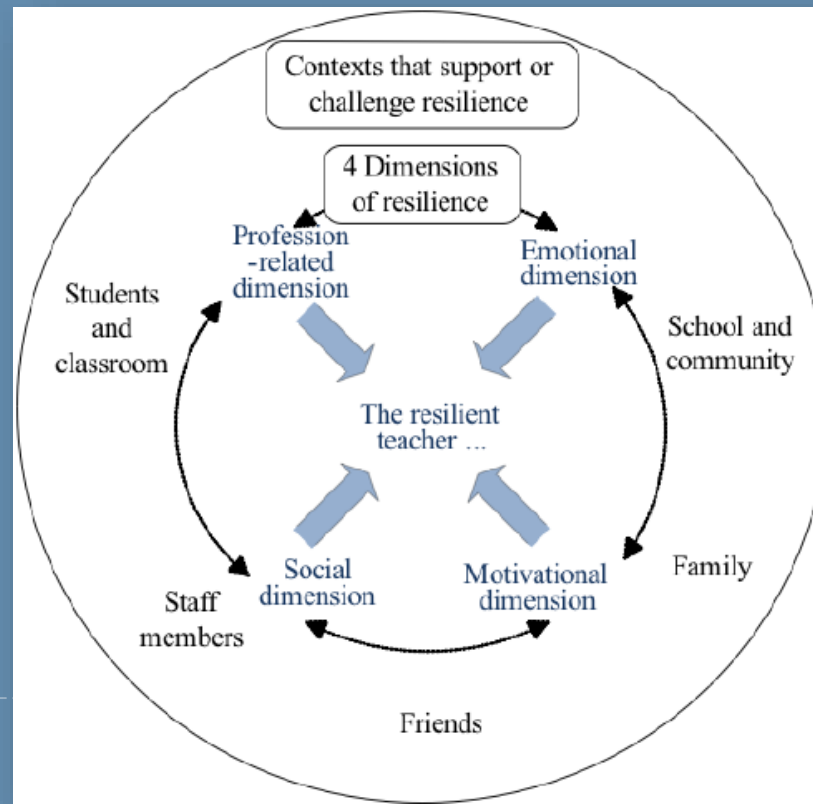 Contexts that support or
challenge resilience
4 Dimensions
of resilience
Profession
-related
dimension
Emotional
dimension
Students
and
classroom
School and
community
The resilient
teacher ...
Social
dimension
Motivational
dimension
Family
Staff
members
Friends